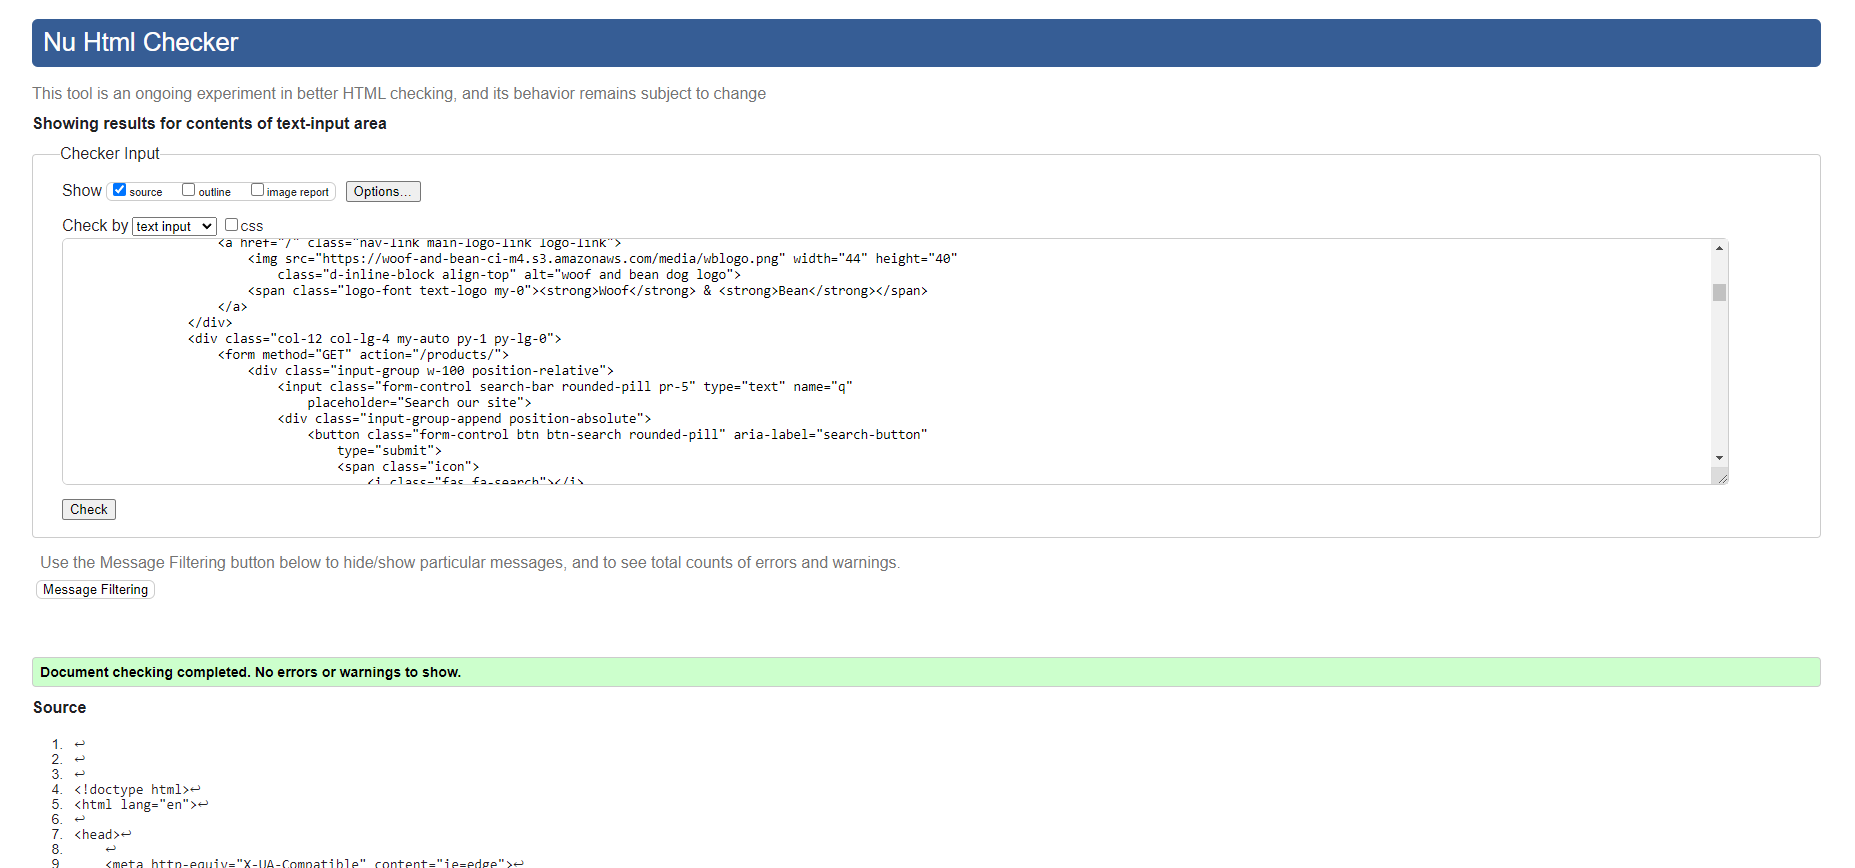 Nu Html Checker
This tool is an ongoing experiment in better HTML checking, and its behavior remains subject to change
Showing results for contents of text-input area
Checker Input
Show source outline image report Options...
Check by text input css
<a href="/" class="nav-link main-logo-link logo-link">
<img src="https://woof-and-bean-ci-m4.s3.amazonaws.com/media/wblogo.png" width="44" height="40"
class="d-inline-block align-top" alt="woof and bean dog logo">
<span class="logo-font text-logo my-0"><strong>Woof</strong> & <strong>Bean</strong></span>
</a>
</div>
<div class="col-12 col-lg-4 my-auto py-1 py-lg-0">
<form method="GET" action="/products/">
<div class="input-group w-100 position-relative">
<input class="form-control search-bar rounded-pill pr-5" type="text" name="q"
placeholder="Search our site">
<div class="input-group-append position-absolute">
<button class="form-control btn btn-search rounded-pill" aria-label="search-button"
type="submit">
<span class="icon">
<i class="fas fa-search"></i>
Check
Use the Message Filtering button below to hide/show particular messages, and to see total counts of errors and warnings.
Message Filtering
Document checking completed. No errors or warnings to show.
Source
1. ↩
2. ↩
3. ↩
4. <!doctype html>↩
5. <html lang="en">↩
6. ↩
7. <head>↩
8. ↩
9. <meta http-equiv="X-UA-Compatible" content="ie=edge">↩